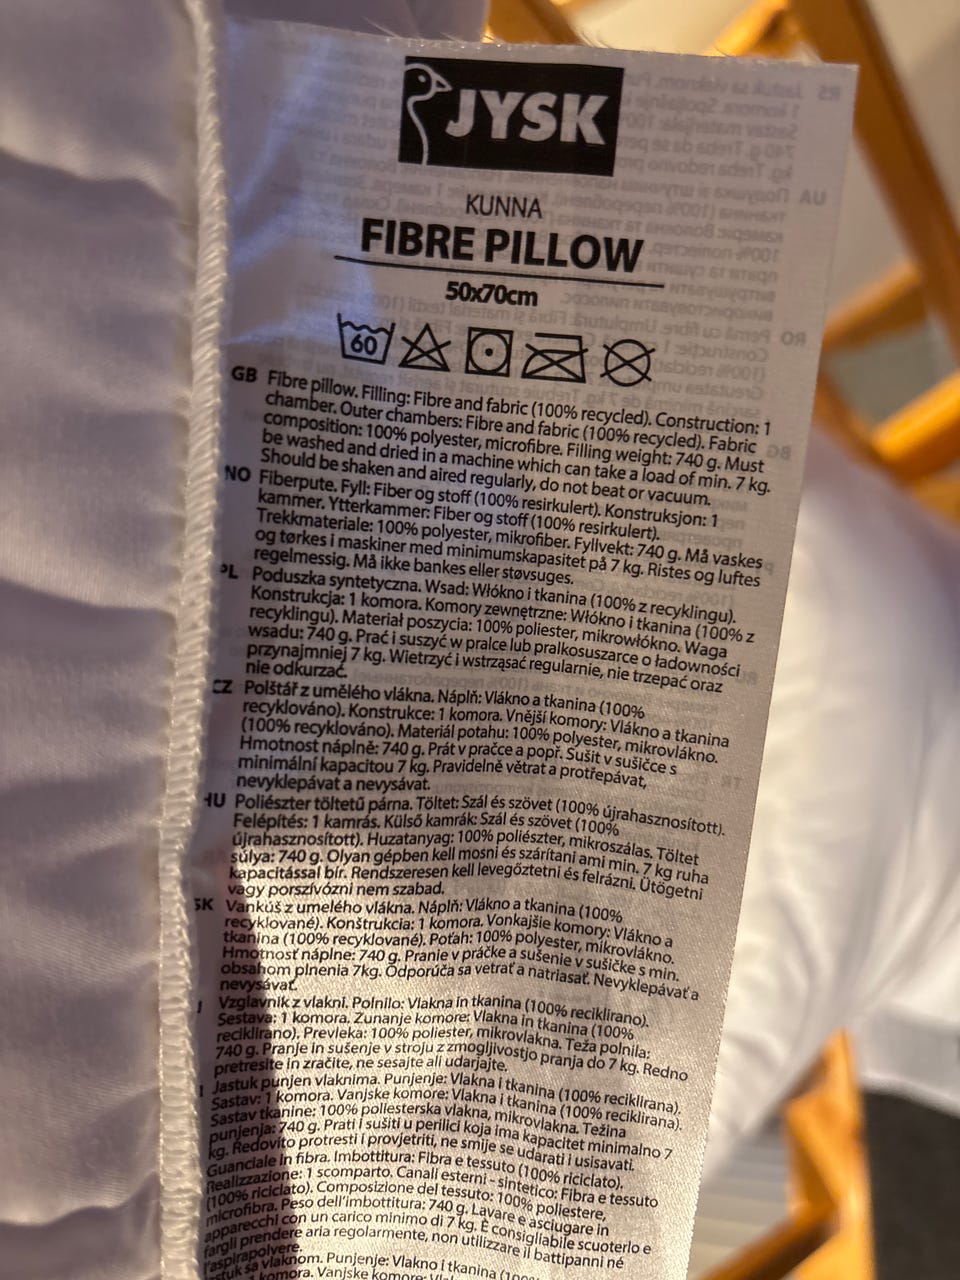 JYSK
KUNNA
FIBRE PILLOW
50x70cm
60
GB Fibre pillow. Filling: Fibre and fabric (100% recycled). Construction: 1
chamber. Outer chambers: Fibre and fabric (100% recycled). Fabric
composition: 100% polyester, microfibre. Filling weight: 740 g. Must
be washed and dried in a machine which can take a load of min. 7 kg.
Should be shaken and aired regularly, do not beat or vacuum.
NO Fiberpute. Fyll: Fiber og stoff (100% resirkulert). Konstruksjon: 1
kammer. Ytterkammer: Fiber og stoff (100% resirkulert).
Trekkmateriale: 100% polyester, mikrofiber. Fyllvekt: 740 g. Må vaskes
og tørkes i maskiner med minimumskapasitet på 7 kg. Ristes og luftes
regelmessig. Må ikke bankes eller støvsuges.
PL Poduszka syntetyczna. Wsad: Włókno i tkanina (100% z recyklingu).
Konstrukcja: 1 komora. Komory zewnętrzne: Włókno i tkanina (100% z
recyklingu). Materiał poszycia: 100% poliester, mikrowłókno. Waga
wsadu: 740 g. Prać i suszyć w pralce lub pralkosuszarce o ładowności
przynajmniej 7 kg. Wietrzyć i wstrząsać regularnie, nie trzepać oraz
nie odkurzać.
CZ Polštář z umělého vlákna. Náplň: Vlákno a tkanina (100%
recyklováno). Konstrukce: 1 komora. Vnější komory: Vlákno a tkanina
(100% recyklováno). Materiál potahu: 100% polyester, mikrovlákno.
Hmotnost náplně: 740 g. Prát v pračce a popř. Sušit v sušičce s
minimální kapacitou 7 kg. Pravidelně větrat a protřepávat,
nevyklepávat a nevysávat.
HU Poliészter töltetű párna. Töltet: Szál és szövet (100% újrahasznosított).
Felépítés: 1 kamrás. Külső kamrák: Szál és szövet (100%
újrahasznosított). Huzatanyag: 100% poliészter, mikroszálas. Töltet
súlya: 740 g. Olyan gépben kell mosni és szárítani ami min. 7 kg ruha
kapacitással bír. Rendszeresen kell levegőztetni és felrázni. Ütögetni
vagy porszívózni nem szabad.
SK Vankúš z umelého vlákna. Náplň: Vlákno a tkanina (100%
recyklované). Konštrukcia: 1 komora. Vonkajšie komory: Vlákno a
tkanina (100% recyklované). Poťah: 100% polyester, mikrovlákno.
Hmotnosť náplne: 740 g. Pranie v práčke a sušenie v sušičke s min.
obsahom plnenia 7kg. Odporúča sa vetrať a natriasať. Nevyklepávať a
nevysávať.
Vzglavnik z vlakni. Polnilo: Vlakna in tkanina (100% reciklirano).
Sestava: 1 komora. Zunanje komore: Vlakna in tkanina (100%
reciklirano). Prevleka: 100% poliester, mikrovlakna. Teža polnila:
740 g. Pranje in sušenje v stroju z zmogljivostjo pranja do 7 kg. Redno
pretresite in zračite, ne sesajte ali udarjajte.
Jastuk punjen vlaknima. Punjenje: Vlakna i tkanina (100% reciklirana).
Sastav: 1 komora. Vanjske komore: Vlakna i tkanina (100% reciklirana).
Sastav tkanine: 100% poliesterska vlakna, mikrovlakna. Težina
punjenja: 740 g. Prati i sušiti u perilici koja ima kapacitet minimalno 7
kg. Redovito protresti i provjetriti, ne smije se udarati i usisavati.
Guanciale in fibra. Imbottitura: Fibra e tessuto (100% riciclato).
Realizzazione: 1 scomparto. Canali esterni - sintetico: Fibra e tessuto
(100% riciclato). Composizione del tessuto: 100% poliestere,
microfibra. Peso dell'imbottitura: 740 g. Lavare e asciugare in
apparecchi con un carico minimo di 7 kg. È consigliabile scuoterlo e
fargli prendere aria regolarmente, non utilizzare il battipanni né
l'aspirapolvere.
sa vlaknom. Punjenje: Vlakno i tkanina
komora. Vanjske komore: